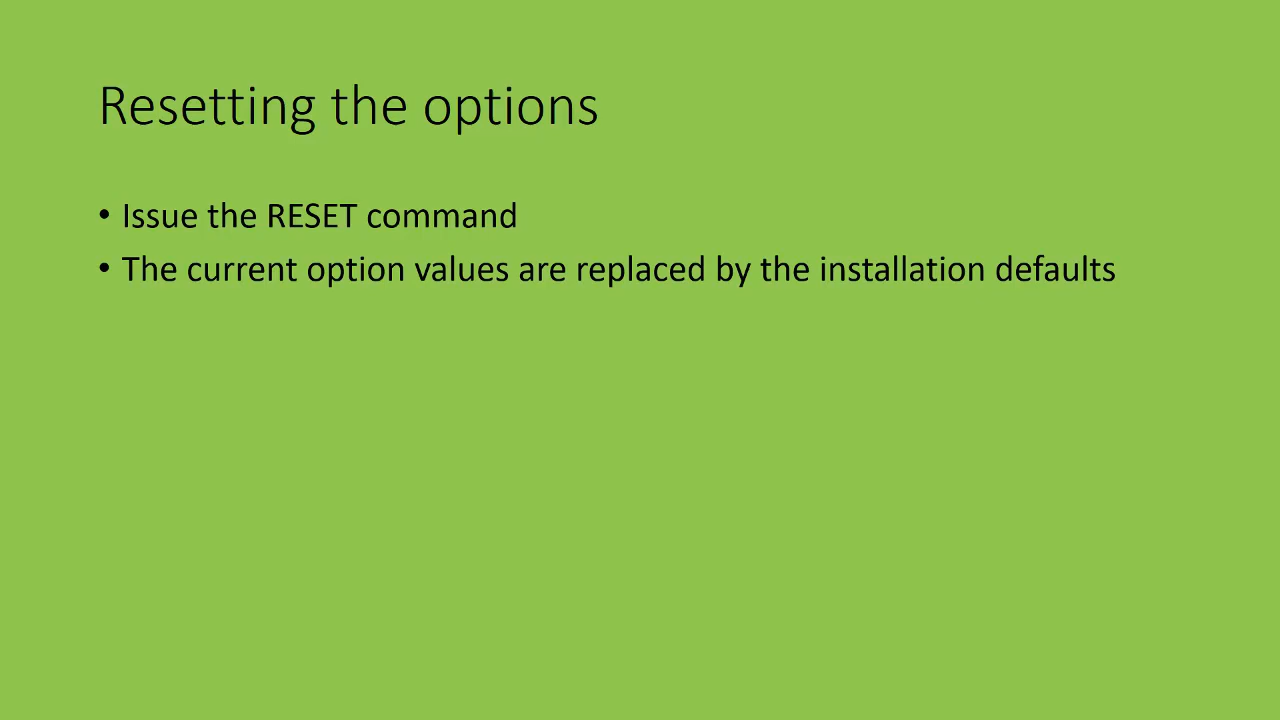 Resetting the options
• Issue the RESET command
• The current option values are replaced by the installation defaults